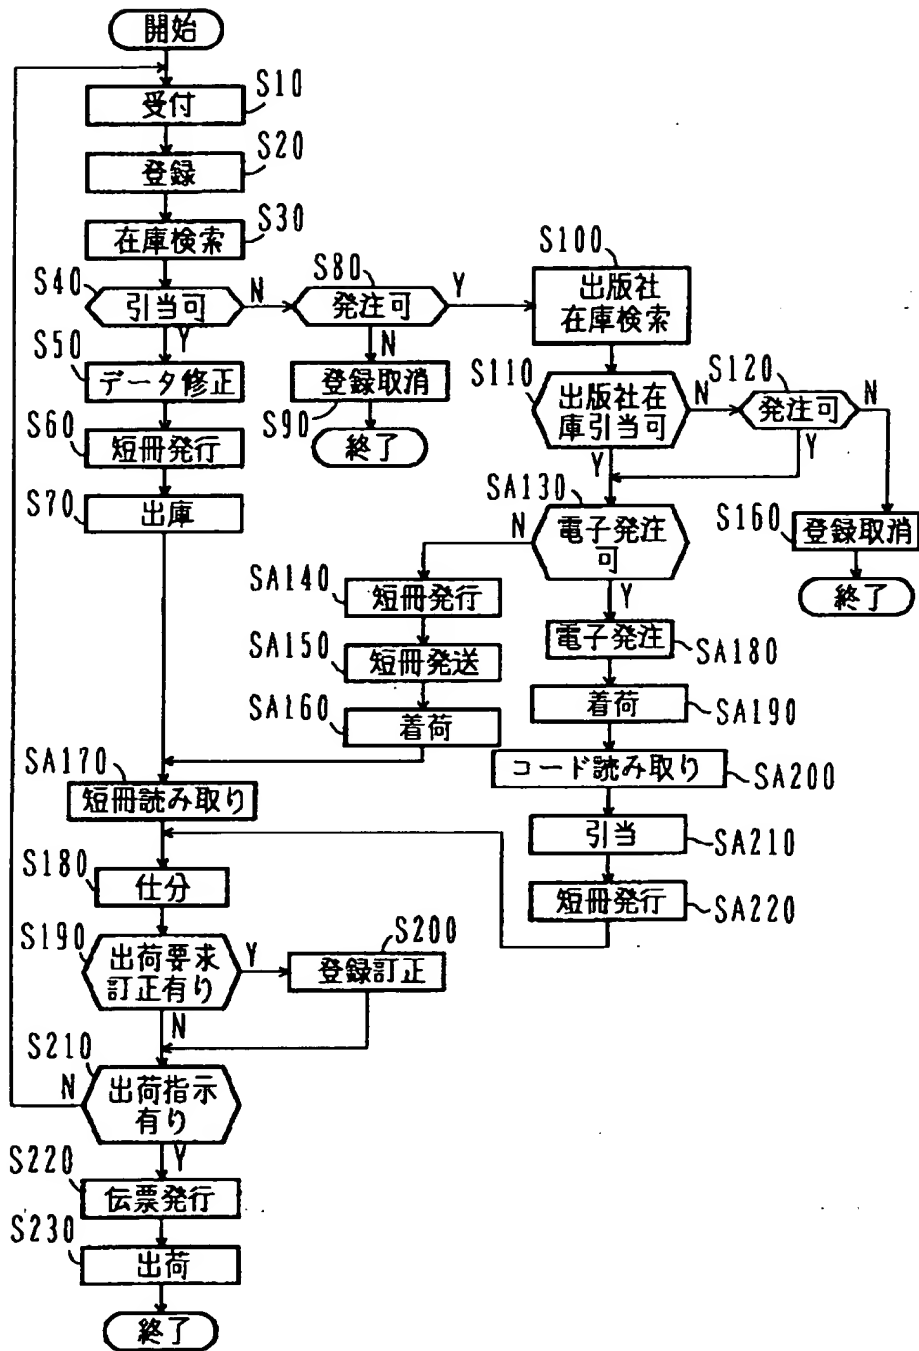 開始
S10
受付
S20
登録
S30
在庫検索
S40
引当可
N
Y
S80
発注可
Y
N
S90
登録取消
終了
S100
出版社
在庫検索
S110
出版社在
庫引当可
N
Y
S120
発注可
N
Y
S160
登録取消
終了
S50
データ修正
S60
短冊発行
S70
出庫
SA130
電子発注
可
N
Y
SA140
短冊発行
SA150
短冊発送
SA160
着荷
SA170
短冊読み取り
電子発注
SA180
着荷
SA190
コード読み取り
SA200
引当
SA210
短冊発行
SA220
S180
仕分
S190
出荷要求
訂正有り
Y
N
S200
登録訂正
S210
出荷指示
有り
N
Y
S220
伝票発行
S230
出荷
終了